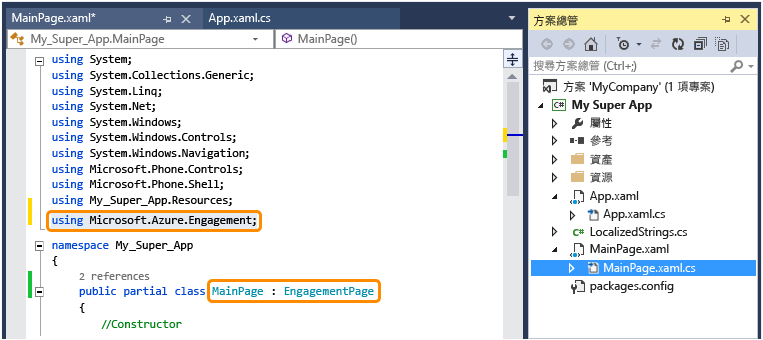 MainPage.xaml* App.xaml.cs
My_Super_App.MainPage MainPage()
using System;
using System.Collections.Generic;
using System.Linq;
using System.Net;
using System.Windows;
using System.Windows.Controls;
using System.Windows.Navigation;
using Microsoft.Phone.Controls;
using Microsoft.Phone.Shell;
using My_Super_App.Resources;
using Microsoft.Azure.Engagement;
namespace My_Super_App
{
2 references
public partial class MainPage : EngagementPage
{
//Constructor
方案總管
搜尋方案總管 (Ctrl+;)
方案 'MyCompany' (1 項專案)
C# My Super App
屬性
參考
資產
資源
App.xaml
App.xaml.cs
C# LocalizedStrings.cs
MainPage.xaml
MainPage.xaml.cs
packages.config